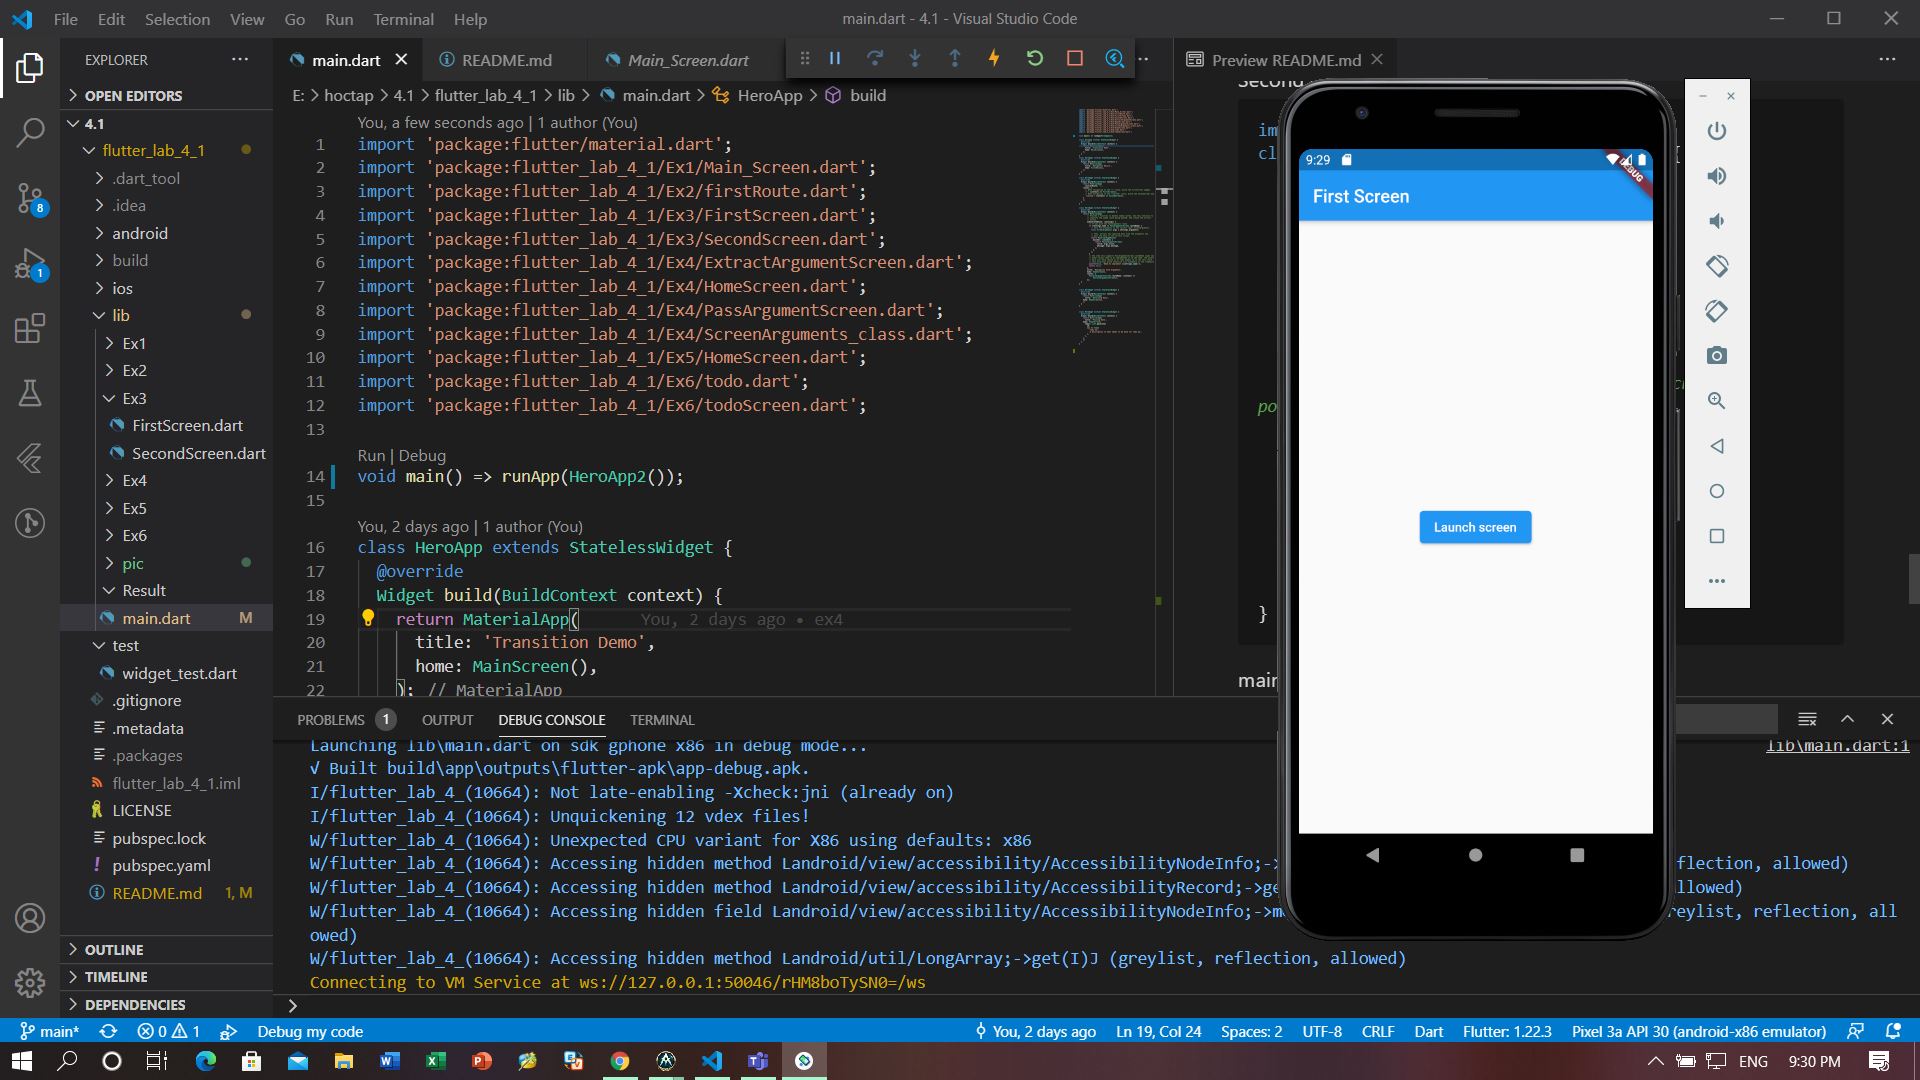 File Edit Selection View Go Run Terminal Help
main.dart - 4.1 - Visual Studio Code
EXPLORER
OPEN EDITORS
4.1
flutter_lab_4_1
.dart_tool
.idea
android
build
ios
lib
Ex1
Ex2
Ex3
FirstScreen.dart
SecondScreen.dart
Ex4
Ex5
Ex6
pic
Result
main.dart M
test
widget_test.dart
.gitignore
.metadata
.packages
flutter_lab_4_1.iml
LICENSE
pubspec.lock
pubspec.yaml
README.md 1, M
OUTLINE
TIMELINE
DEPENDENCIES
8
1
main.dart README.md Main_Screen.dart
E: > hoctap > 4.1 > flutter_lab_4_1 > lib > main.dart > HeroApp > build
You, a few seconds ago | 1 author (You)
1 import 'package:flutter/material.dart';
2 import 'package:flutter_lab_4_1/Ex1/Main_Screen.dart';
3 import 'package:flutter_lab_4_1/Ex2/firstRoute.dart';
4 import 'package:flutter_lab_4_1/Ex3/FirstScreen.dart';
5 import 'package:flutter_lab_4_1/Ex3/SecondScreen.dart';
6 import 'package:flutter_lab_4_1/Ex4/ExtractArgumentScreen.dart';
7 import 'package:flutter_lab_4_1/Ex4/HomeScreen.dart';
8 import 'package:flutter_lab_4_1/Ex4/PassArgumentScreen.dart';
9 import 'package:flutter_lab_4_1/Ex4/ScreenArguments_class.dart';
10 import 'package:flutter_lab_4_1/Ex5/HomeScreen.dart';
11 import 'package:flutter_lab_4_1/Ex6/todo.dart';
12 import 'package:flutter_lab_4_1/Ex6/todoScreen.dart';
13
Run | Debug
14 void main() => runApp(HeroApp2());
15
You, 2 days ago | 1 author (You)
16 class HeroApp extends StatelessWidget {
17 @override
18 Widget build(BuildContext context) {
19 return MaterialApp( You, 2 days ago • ex4
20 title: 'Transition Demo',
21 home: MainScreen(),
22 ); // MaterialApp
Preview README.md
Second
im
cl
{
po
}
main
9:29
DEBUG
First Screen
Launch screen
PROBLEMS 1 OUTPUT DEBUG CONSOLE TERMINAL
Launching lib\main.dart on sdk gphone x86 in debug mode...
lib\main.dart:1
√ Built build\app\outputs\flutter-apk\app-debug.apk.
I/flutter_lab_4_(10664): Not late-enabling -Xcheck:jni (already on)
I/flutter_lab_4_(10664): Unquickening 12 vdex files!
W/flutter_lab_4_(10664): Unexpected CPU variant for X86 using defaults: x86
W/flutter_lab_4_(10664): Accessing hidden method Landroid/view/accessibility/AccessibilityNodeInfo;-> flection, allowed)
W/flutter_lab_4_(10664): Accessing hidden method Landroid/view/accessibility/AccessibilityRecord;->ge llowed)
W/flutter_lab_4_(10664): Accessing hidden field Landroid/view/accessibility/AccessibilityNodeInfo;->m reylist, reflection, all
owed)
W/flutter_lab_4_(10664): Accessing hidden method Landroid/util/LongArray;->get(I)J (greylist, reflection, allowed)
Connecting to VM Service at ws://127.0.0.1:50046/rHM8boTySN0=/ws
main* 0 1 Debug my code You, 2 days ago Ln 19, Col 24 Spaces: 2 UTF-8 CRLF Dart Flutter: 1.22.3 Pixel 3a API 30 (android-x86 emulator)
ENG 9:30 PM